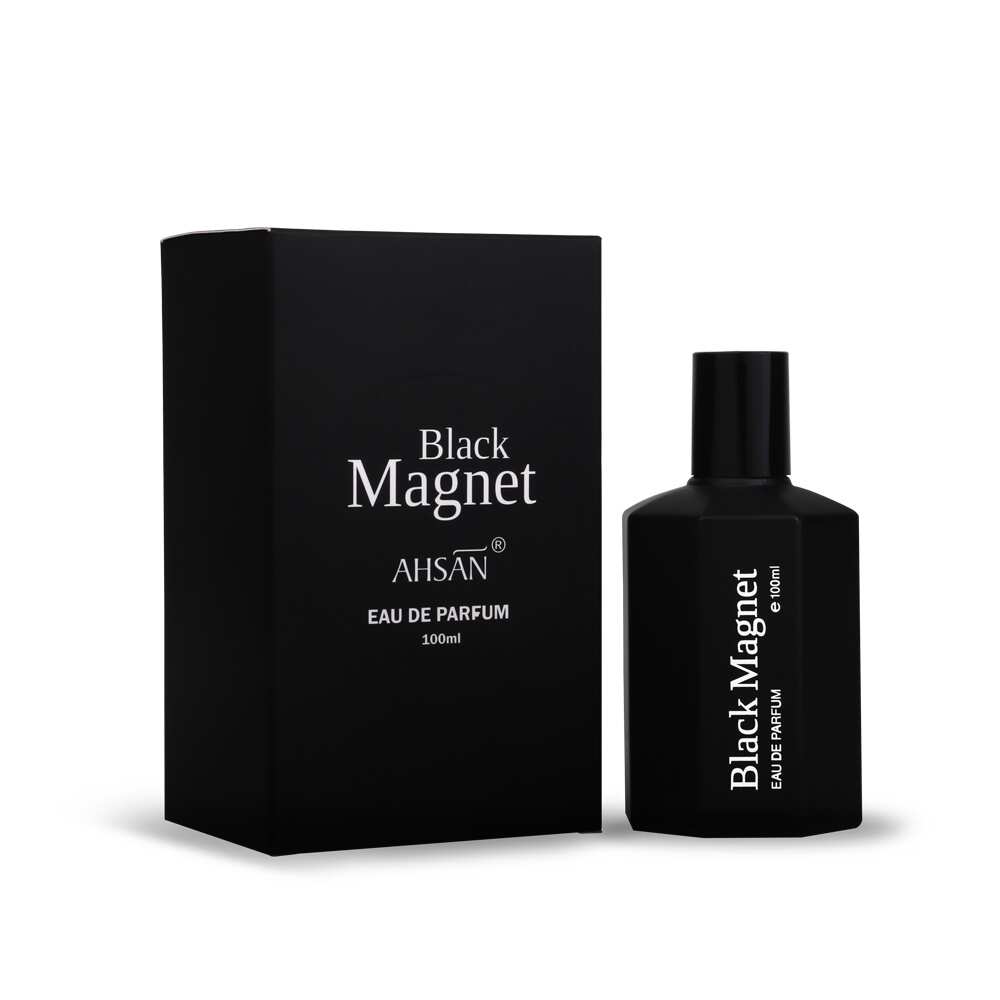 Black
Magnet
AHSAN®
EAU DE PARFUM
100ml
Black Magnet
EAU DE PARFUM
e 100ml